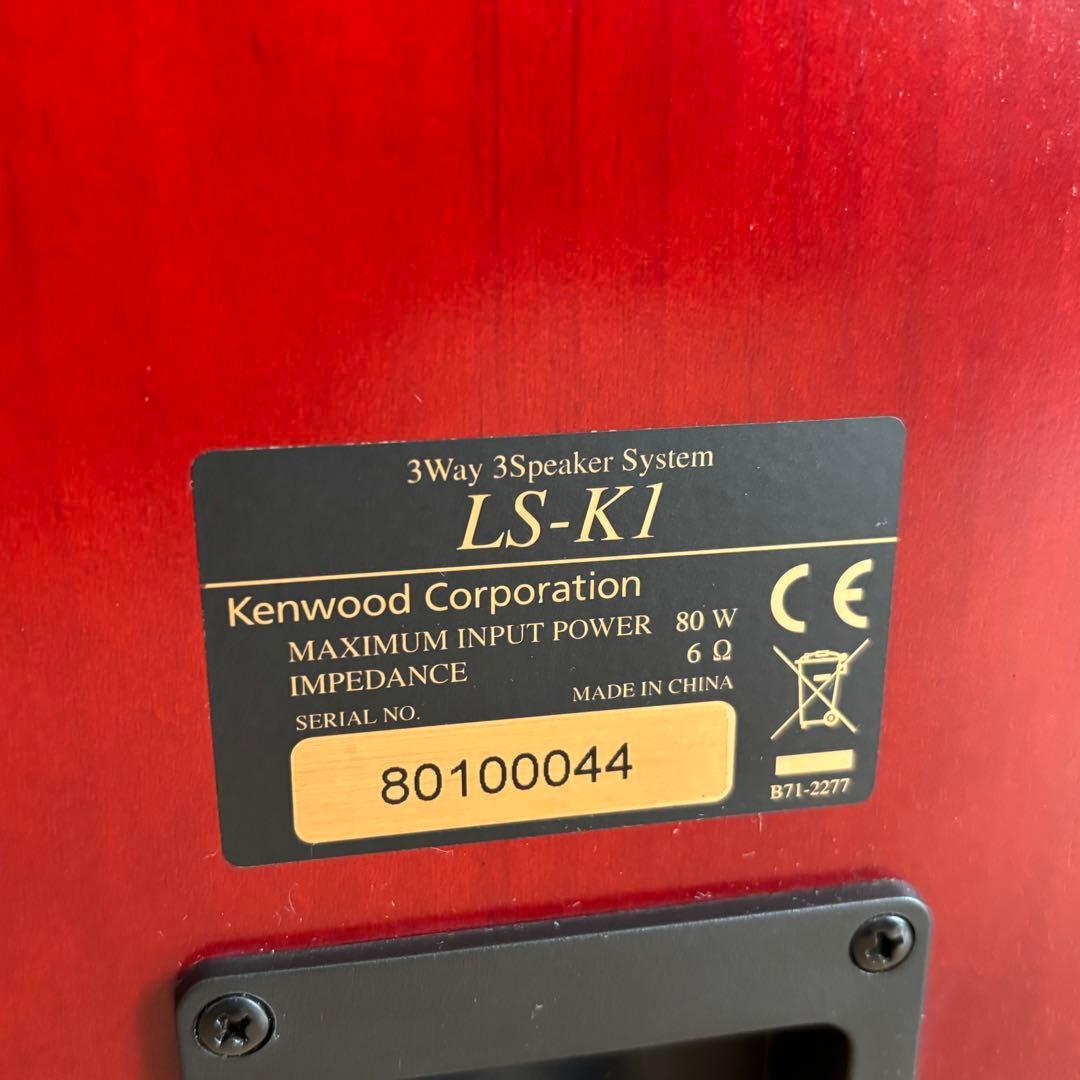 3Way 3Speaker System
LS-K1
Kenwood Corporation
MAXIMUM INPUT POWER 80 W
IMPEDANCE 6 Ω
SERIAL NO. MADE IN CHINA
80100044
CE
B71-2277